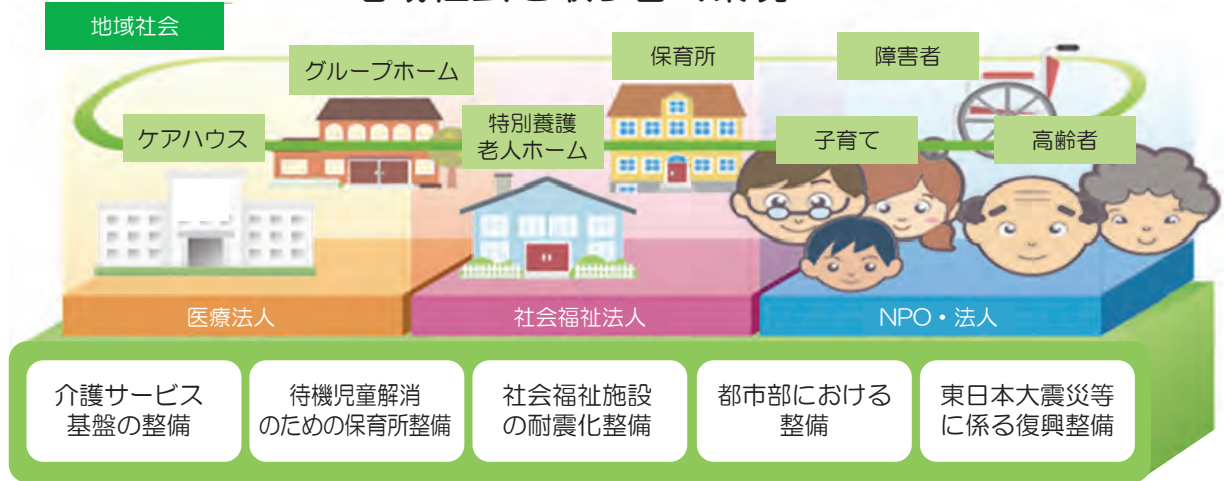 地域社会
グループホーム
保育所
障害者
ケアハウス
特別養護
老人ホーム
子育て
高齢者
医療法人
社会福祉法人
NPO・法人
介護サービス
基盤の整備
待機児童解消
のための保育所整備
社会福祉施設
の耐震化整備
都市部における
整備
東日本大震災等
に係る復興整備